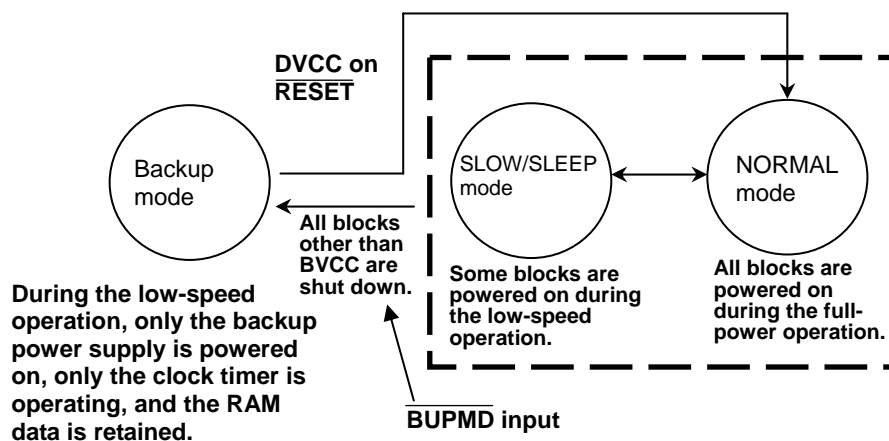 DVCC on
RESET
Backup
mode
SLOW/SLEEP
mode
NORMAL
mode
All blocks
other than
BVCC are
shut down.
Some blocks are
powered on during
the low-speed
operation.
All blocks are
powered on
during the full-
power operation.
During the low-speed
operation, only the backup
power supply is powered
on, only the clock timer is
operating, and the RAM
data is retained.
BUPMD input